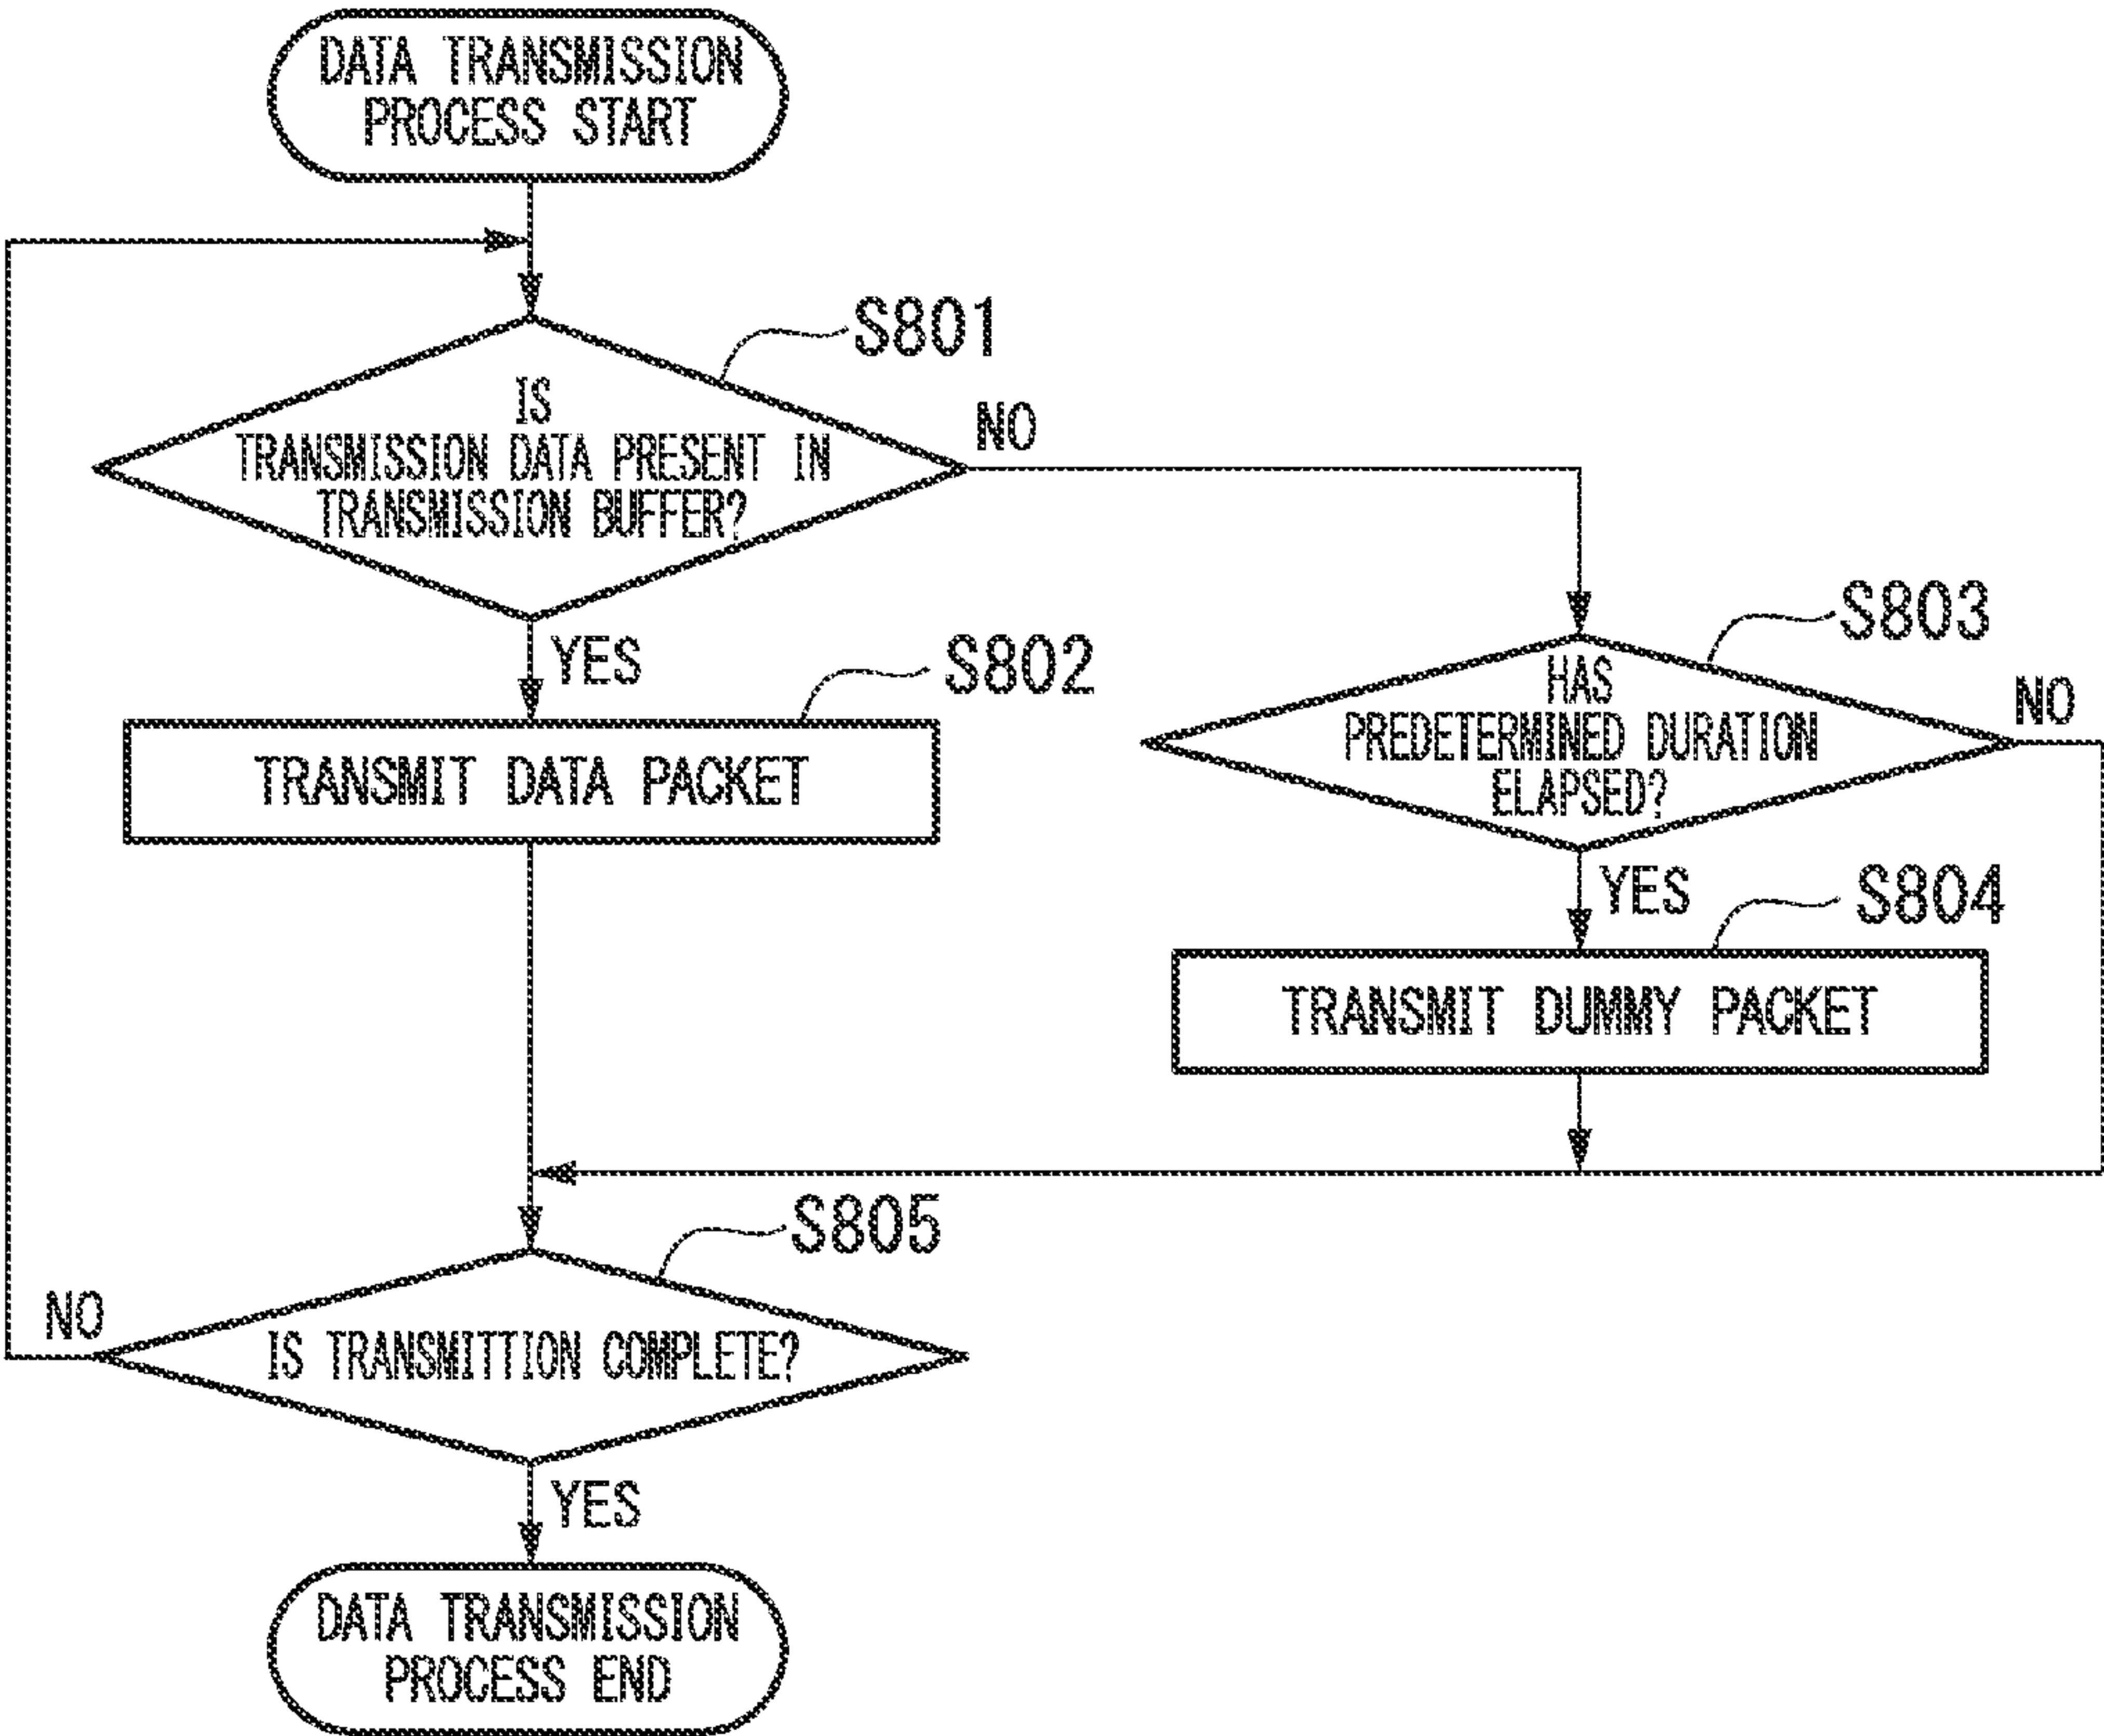 DATA TRANSMISSION
PROCESS START
S801
IS
TRANSMISSION DATA PRESENT IN
TRANSMISSION BUFFER?
NO
YES
S802
TRANSMIT DATA PACKET
S803
HAS
PREDETERMINED DURATION
ELAPSED?
NO
YES
S804
TRANSMIT DUMMY PACKET
S805
NO
IS TRANSMITTION COMPLETE?
YES
DATA TRANSMISSION
PROCESS END